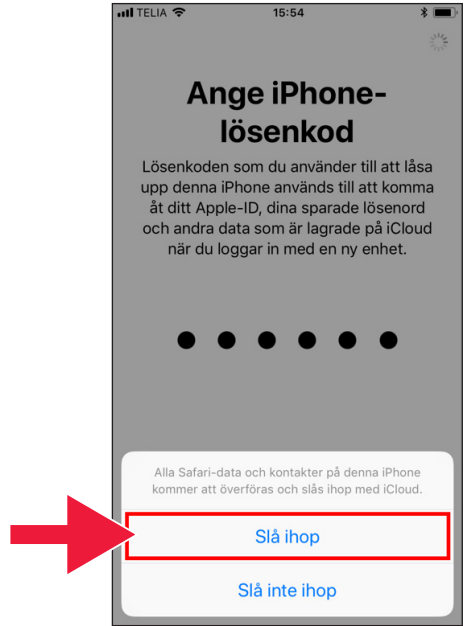 TELIA 15:54
Ange iPhone-
lösenkod
Lösenkoden som du använder till att låsa
upp denna iPhone används till att komma
åt ditt Apple-ID, dina sparade lösenord
och andra data som är lagrade på iCloud
när du loggar in med en ny enhet.
Alla Safari-data och kontakter på denna iPhone
kommer att överföras och slås ihop med iCloud.
Slå ihop
Slå inte ihop